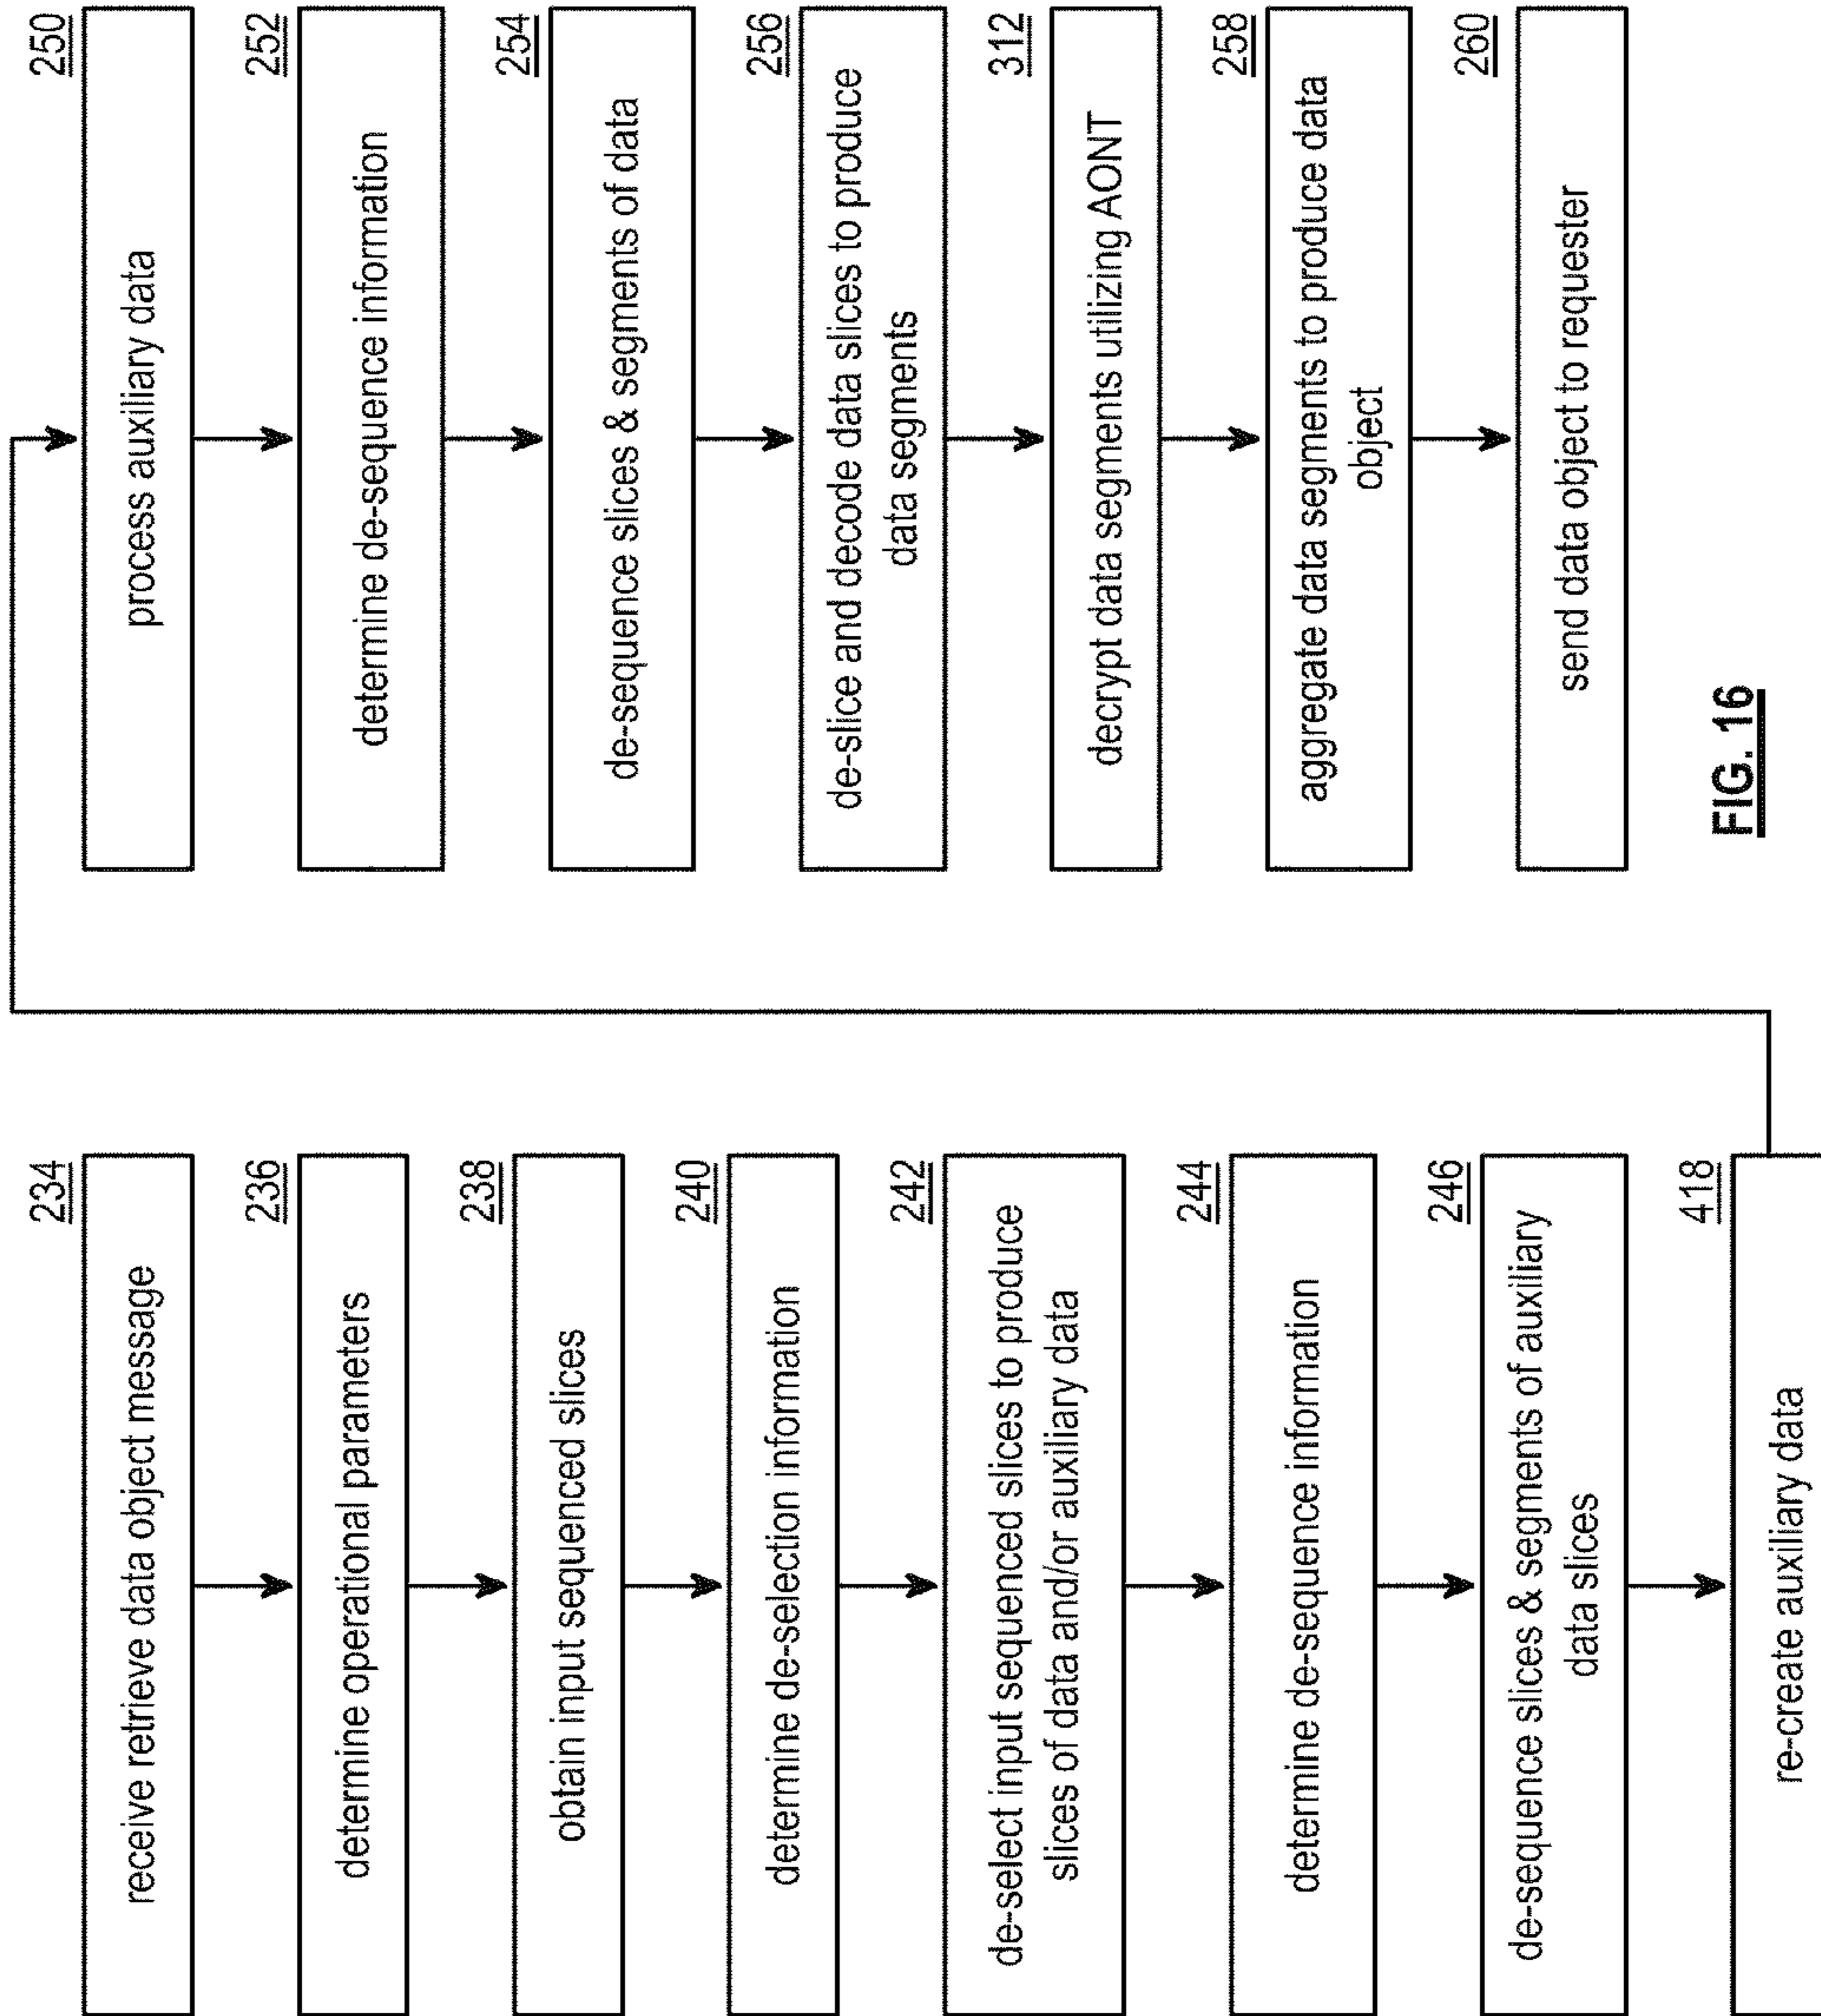 234
receive retrieve data object message
236
determine operational parameters
238
obtain input sequenced slices
240
determine de-selection information
242
de-select input sequenced slices to produce
slices of data and/or auxiliary data
244
determine de-sequence information
246
de-sequence slices & segments of auxiliary
data slices
418
re-create auxiliary data
250
process auxiliary data
252
determine de-sequence information
254
de-sequence slices & segments of data
256
de-slice and decode data slices to produce
data segments
312
decrypt data segments utilizing AONT
258
aggregate data segments to produce data
object
260
send data object to requester
FIG. 16